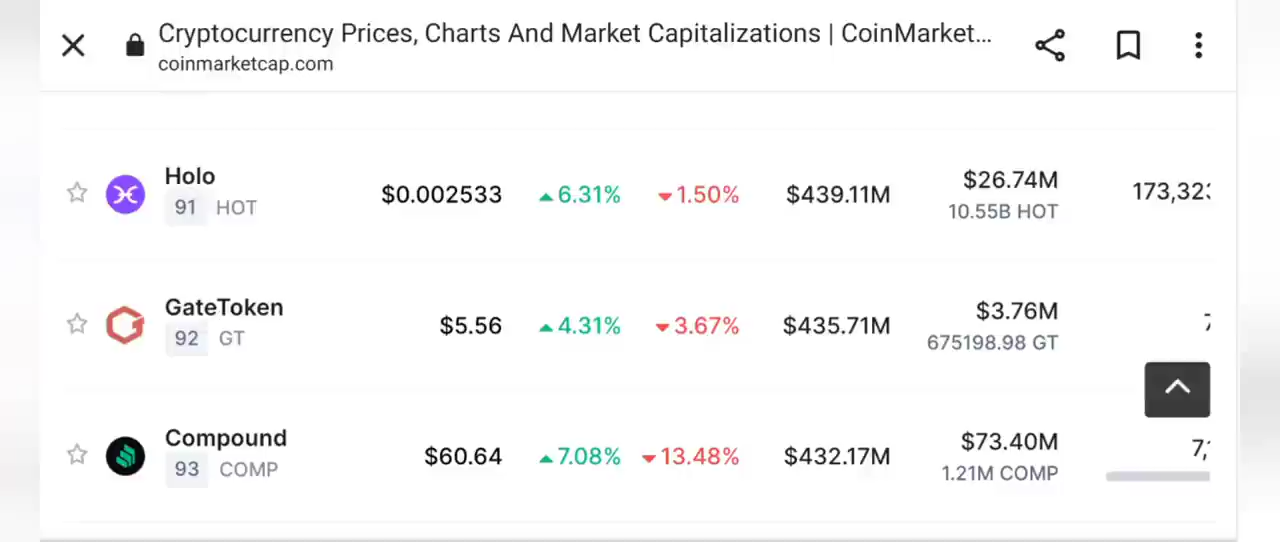 Cryptocurrency Prices, Charts And Market Capitalizations | CoinMarket...
coinmarketcap.com
Holo
91 HOT
$0.002533 6.31% 1.50% $439.11M
$26.74M
10.55B HOT
GateToken
92 GT
$5.56 4.31% 3.67% $435.71M
$3.76M
675198.98 GT
Compound
93 COMP
$60.64 7.08% 13.48% $432.17M
$73.40M
1.21M COMP